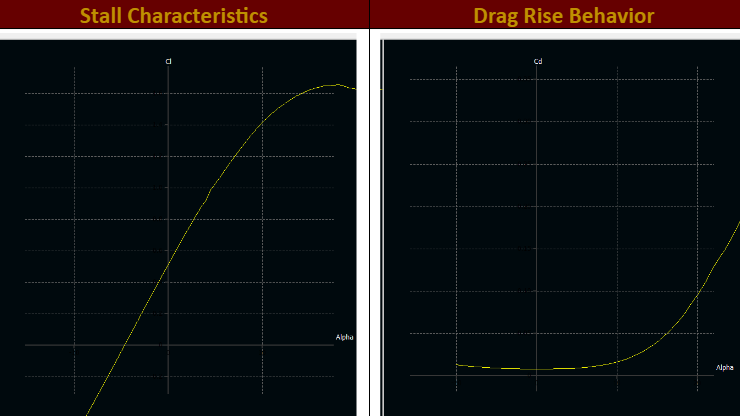 Stall Characteristics
Drag Rise Behavior
Cl
Cd
Alpha
Alpha